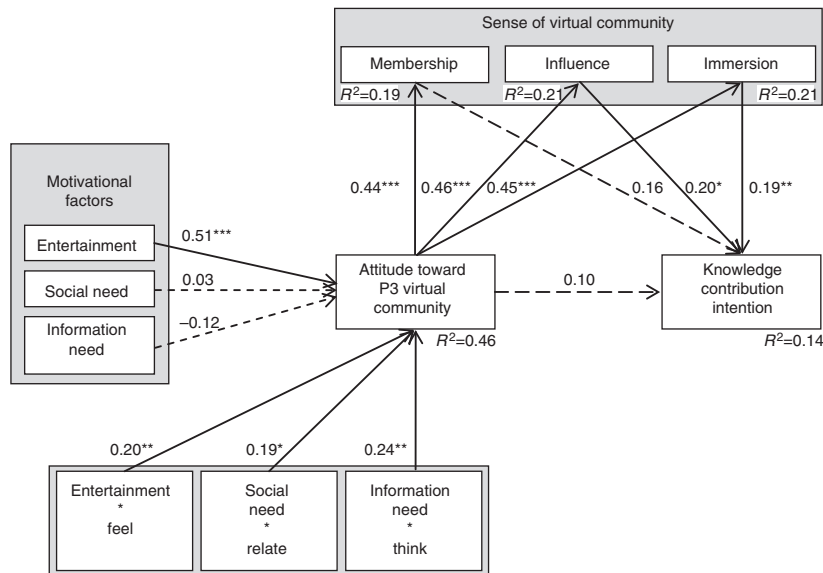 Sense of virtual community
Membership
Influence
Immersion
R²=0.19
R²=0.21
R²=0.21
Motivational
factors
Entertainment
Social need
Information
need
0.44***
0.46***
0.45***
0.16
0.20*
0.19**
0.51***
0.03
–0.12
Attitude toward
P3 virtual
community
R²=0.46
0.10
Knowledge
contribution
intention
R²=0.14
0.20**
0.19*
0.24**
Entertainment
*
feel
Social
need
*
relate
Information
need
*
think